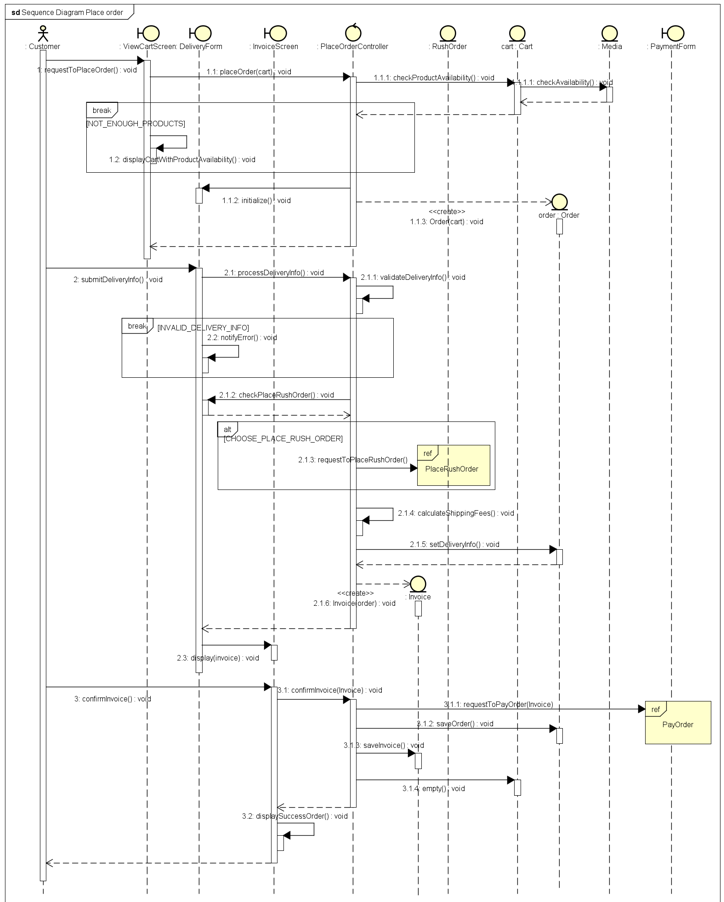 sd Sequence Diagram Place order
: Customer
: ViewCartScreen
: DeliveryForm
: InvoiceScreen
: PlaceOrderController
: RushOrder
cart : Cart
: Media
: PaymentForm
1: requestToPlaceOrder() : void
1.1: placeOrder(cart) : void
1.1.1: checkProductAvailability() : void
1.1.1: checkAvailability() : void
break
[NOT_ENOUGH_PRODUCTS]
1.2: displayCartWithProductAvailability() : void
1.1.2: initialize() : void
<<create>>
1.1.3: Order(cart) : void
order : Order
2: submitDeliveryInfo() : void
2.1: processDeliveryInfo() : void
2.1.1: validateDeliveryInfo() : void
break
[INVALID_DELIVERY_INFO]
2.2: notifyError() : void
2.1.2: checkPlaceRushOrder() : void
alt
[CHOOSE_PLACE_RUSH_ORDER]
2.1.3: requestToPlaceRushOrder()
ref
PlaceRushOrder
2.1.4: calculateShippingFees() : void
2.1.5: setDeliveryInfo() : void
<<create>>
2.1.6: Invoice(order) : void
: Invoice
2.3: display(invoice) : void
3: confirmInvoice() : void
3.1: confirmInvoice(Invoice) : void
3.1.1: requestToPayOrder(Invoice)
ref
PayOrder
3.1.2: saveOrder() : void
3.1.3: saveInvoice() : void
3.1.4: empty() : void
3.2: displaySuccessOrder() : void